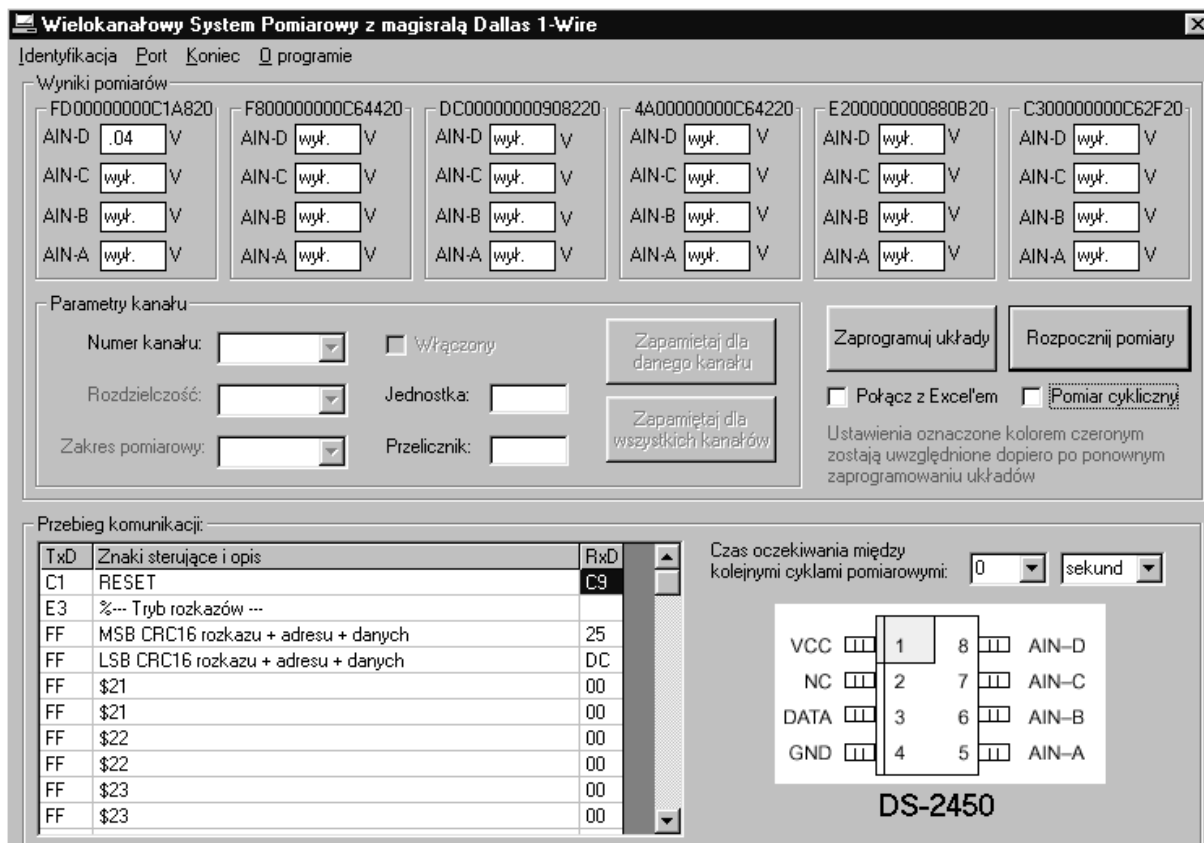 Wielokanałowy System Pomiarowy z magisralą Dallas 1-Wire
Identyfikacja Port Koniec O programie
Wyniki pomiarów
FD00000000C1A820 F800000000C64420 DC00000000908220 4A00000000C64220 E200000000880B20 C300000000C62F20
AIN-D .04 V AIN-D wył. V AIN-D wył. V AIN-D wył. V AIN-D wył. V AIN-D wył. V
AIN-C wył. V AIN-C wył. V AIN-C wył. V AIN-C wył. V AIN-C wył. V AIN-C wył. V
AIN-B wył. V AIN-B wył. V AIN-B wył. V AIN-B wył. V AIN-B wył. V AIN-B wył. V
AIN-A wył. V AIN-A wył. V AIN-A wył. V AIN-A wył. V AIN-A wył. V AIN-A wył. V
Parametry kanału
Numer kanału:
Rozdzielczość:
Zakres pomiarowy:
Włączony
Jednostka:
Przelicznik:
Zapamietaj dla
danego kanału
Zapamiętaj dla
wszystkich kanałów
Zaprogramuj układy
Rozpocznij pomiary
Połącz z Excel'em
Pomiar cykliczny
Ustawienia oznaczone kolorem czeronym
zostają uwzględnione dopiero po ponownym
zaprogramowaniu układów
Przebieg komunikacji:
TxD Znaki sterujące i opis RxD
C1 RESET C9
E3 %--- Tryb rozkazów ---
FF MSB CRC16 rozkazu + adresu + danych 25
FF LSB CRC16 rozkazu + adresu + danych DC
FF $21 00
FF $21 00
FF $22 00
FF $22 00
FF $23 00
FF $23 00
Czas oczekiwania między
kolejnymi cyklami pomiarowymi:
0 sekund
VCC 1 8 AIN–D
NC 2 7 AIN–C
DATA 3 6 AIN–B
GND 4 5 AIN–A
DS-2450